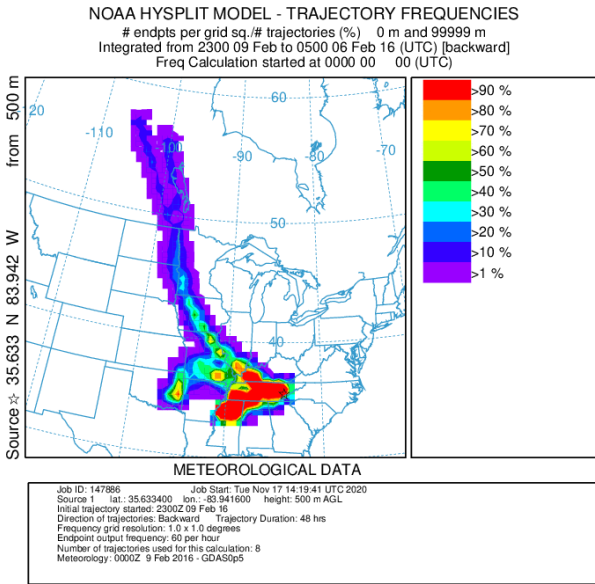 NOAA HYSPLIT MODEL - TRAJECTORY FREQUENCIES
# endpts per grid sq./# trajectories (%)    0 m and 99999 m
Integrated from 2300 09 Feb to 0500 06 Feb 16 (UTC) [backward]
Freq Calculation started at 0000 00    00 (UTC)
Source ☆ 35.633 N  83.942 W    from  500 m
20
-110
-100
-90
-80
-70
60
50
40
>90 %
>80 %
>70 %
>60 %
>50 %
>40 %
>30 %
>20 %
>10 %
>1 %
METEOROLOGICAL DATA
Job ID: 147886    Job Start: Tue Nov 17 14:19:41 UTC 2020
Source 1    lat.: 35.633400    lon.: -83.941600    height: 500 m AGL
Initial trajectory started: 2300Z 09 Feb 16
Direction of trajectories: Backward    Trajectory Duration: 48 hrs
Frequency grid resolution: 1.0 x 1.0 degrees
Endpoint output frequency: 60 per hour
Number of trajectories used for this calculation: 8
Meteorology: 0000Z  9 Feb 2016 - GDAS0p5